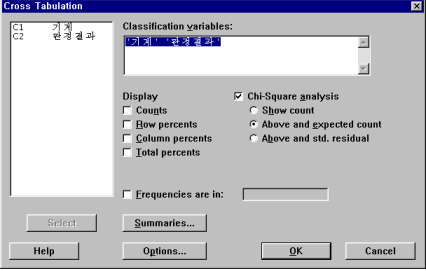 Cross Tabulation
C1 기계
C2 판정결과
Classification variables:
'기계' '판정결과'
Display
Counts
Row percents
Column percents
Total percents
Chi-Square analysis
Show count
Above and expected count
Above and std. residual
Frequencies are in:
Select
Summaries...
Help
Options...
OK
Cancel